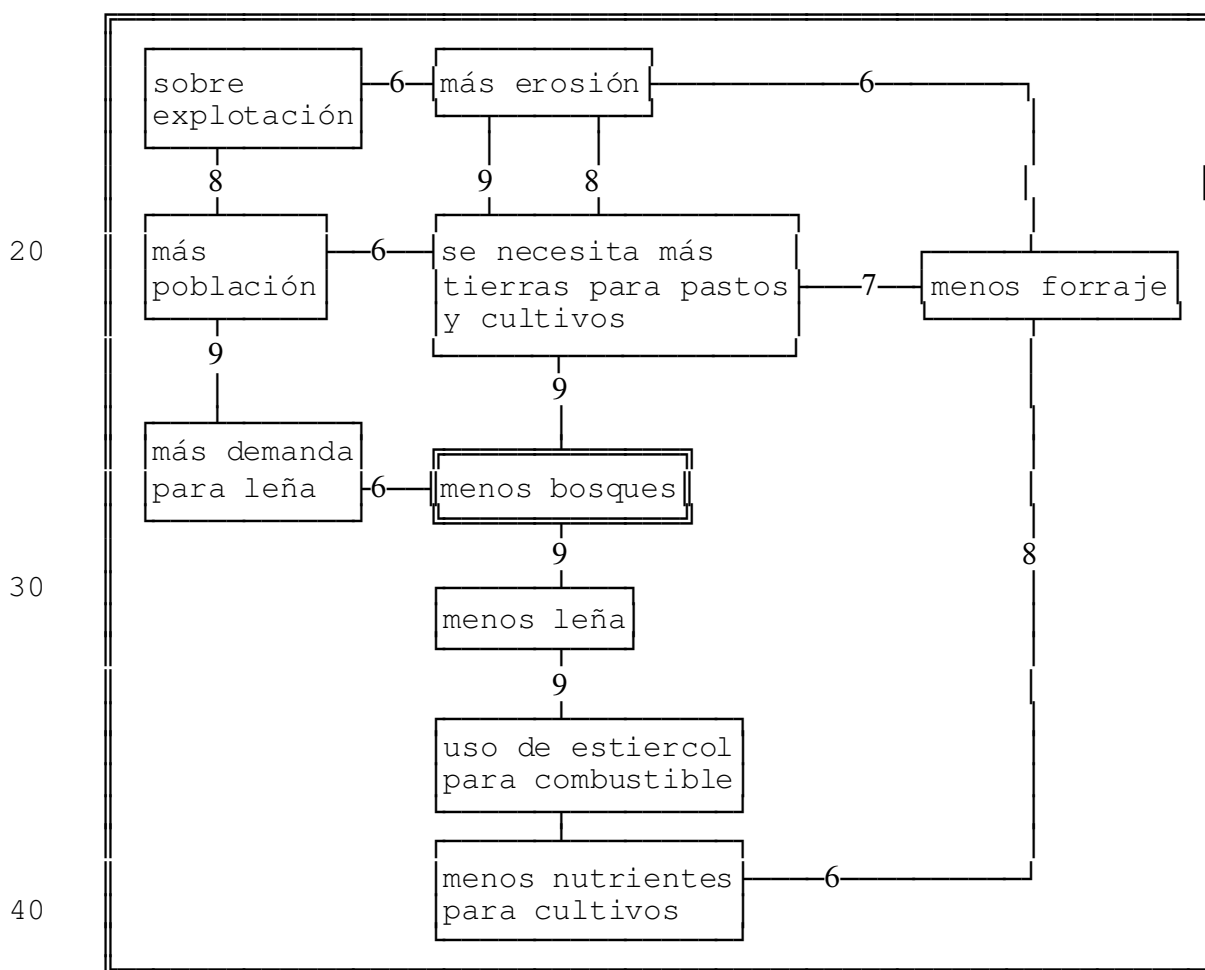 sobre
explotación
6
más erosión
6
8
9
8
20
más
población
6
se necesita más
tierras para pastos
y cultivos
7
menos forraje
9
9
más demanda
para leña
6
menos bosques
9
8
30
menos leña
9
uso de estiercol
para combustible
menos nutrientes
para cultivos
6
40